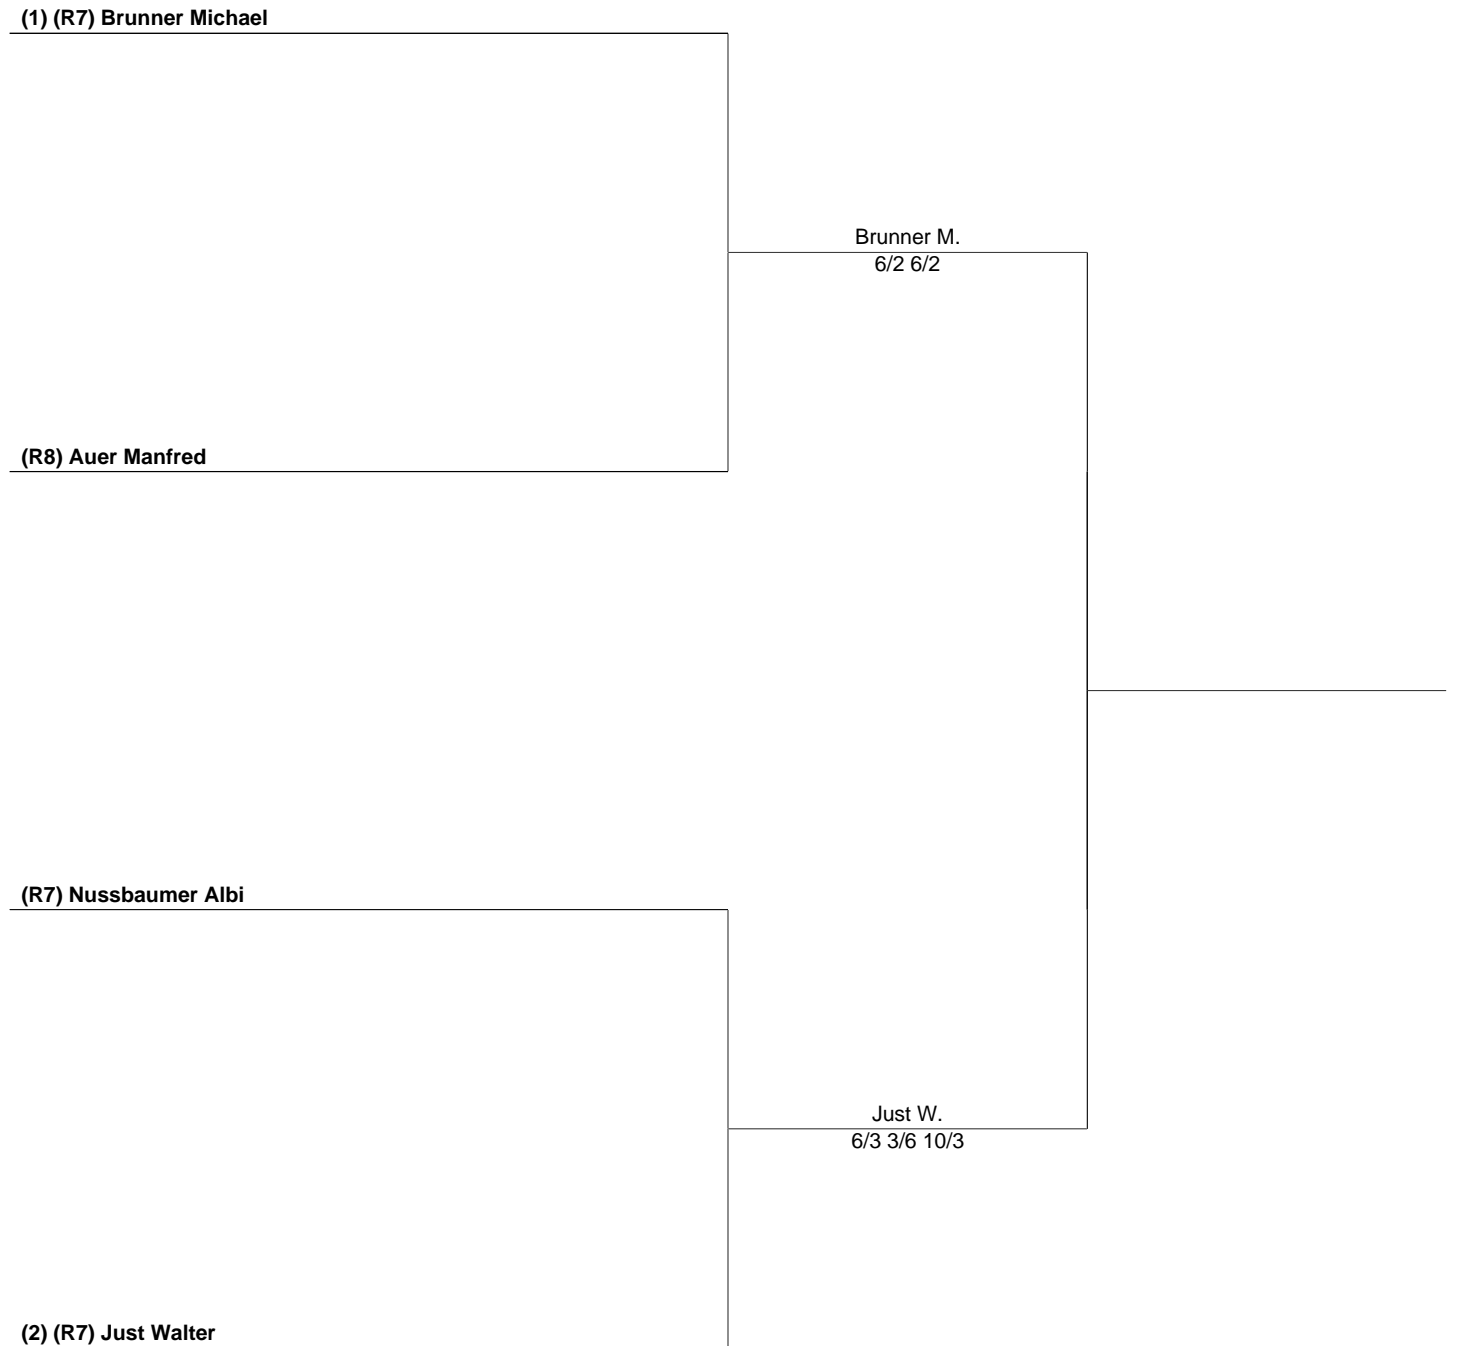 (1) (R7) Brunner Michael
Brunner M.
6/2 6/2
(R8) Auer Manfred
(R7) Nussbaumer Albi
Just W.
6/3 3/6 10/3
(2) (R7) Just Walter